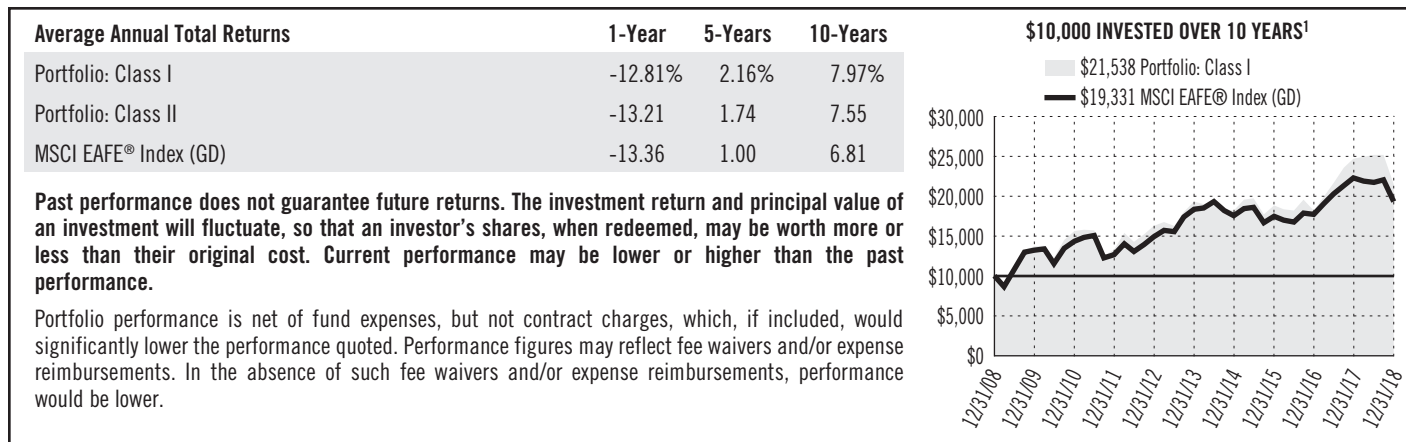 Average Annual Total Returns 1-Year 5-Years 10-Years
Portfolio: Class I -12.81% 2.16% 7.97%
Portfolio: Class II -13.21 1.74 7.55
MSCI EAFE® Index (GD) -13.36 1.00 6.81
Past performance does not guarantee future returns. The investment return and principal value of
an investment will fluctuate, so that an investor's shares, when redeemed, may be worth more or
less than their original cost. Current performance may be lower or higher than the past
performance.
Portfolio performance is net of fund expenses, but not contract charges, which, if included, would
significantly lower the performance quoted. Performance figures may reflect fee waivers and/or expense
reimbursements. In the absence of such fee waivers and/or expense reimbursements, performance
would be lower.
$10,000 INVESTED OVER 10 YEARS¹
$21,538 Portfolio: Class I
$19,331 MSCI EAFE® Index (GD)
$30,000
$25,000
$20,000
$15,000
$10,000
$5,000
$0
12/31/08
12/31/09
12/31/10
12/31/11
12/31/12
12/31/13
12/31/14
12/31/15
12/31/16
12/31/17
12/31/18